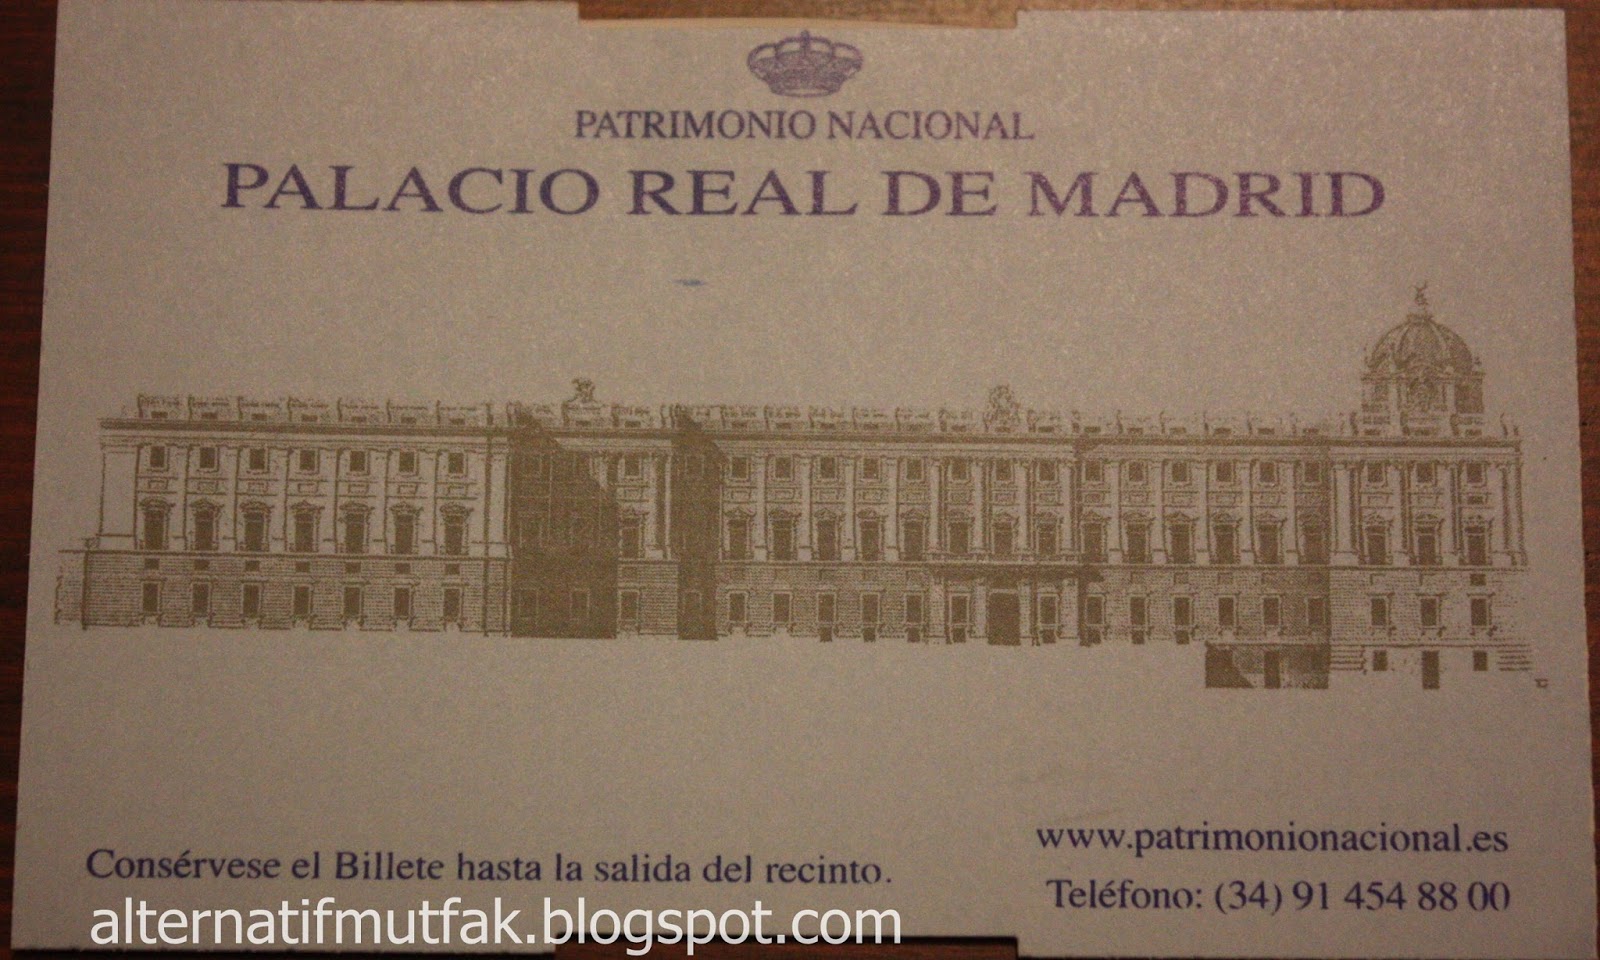 PATRIMONIO NACIONAL
PALACIO REAL DE MADRID
www.patrimonionacional.es
Consérvese el Billete hasta la salida del recinto.
Teléfono: (34) 91 454 88 00
alternatifmutfak.blogspot.com